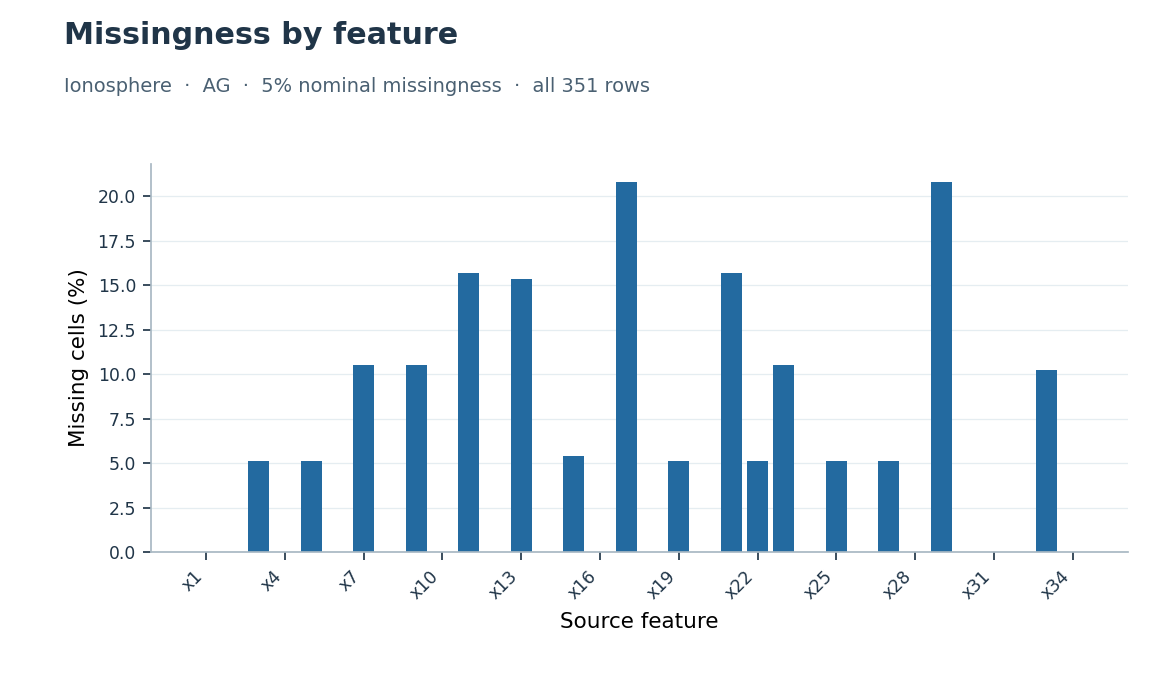 Missingness by feature
Ionosphere · AG · 5% nominal missingness · all 351 rows
20.0
17.5
15.0
12.5
10.0
7.5
5.0
2.5
0.0
Missing cells (%)
x1 x4 x7 x10 x13 x16 x19 x22 x25 x28 x31 x34
Source feature